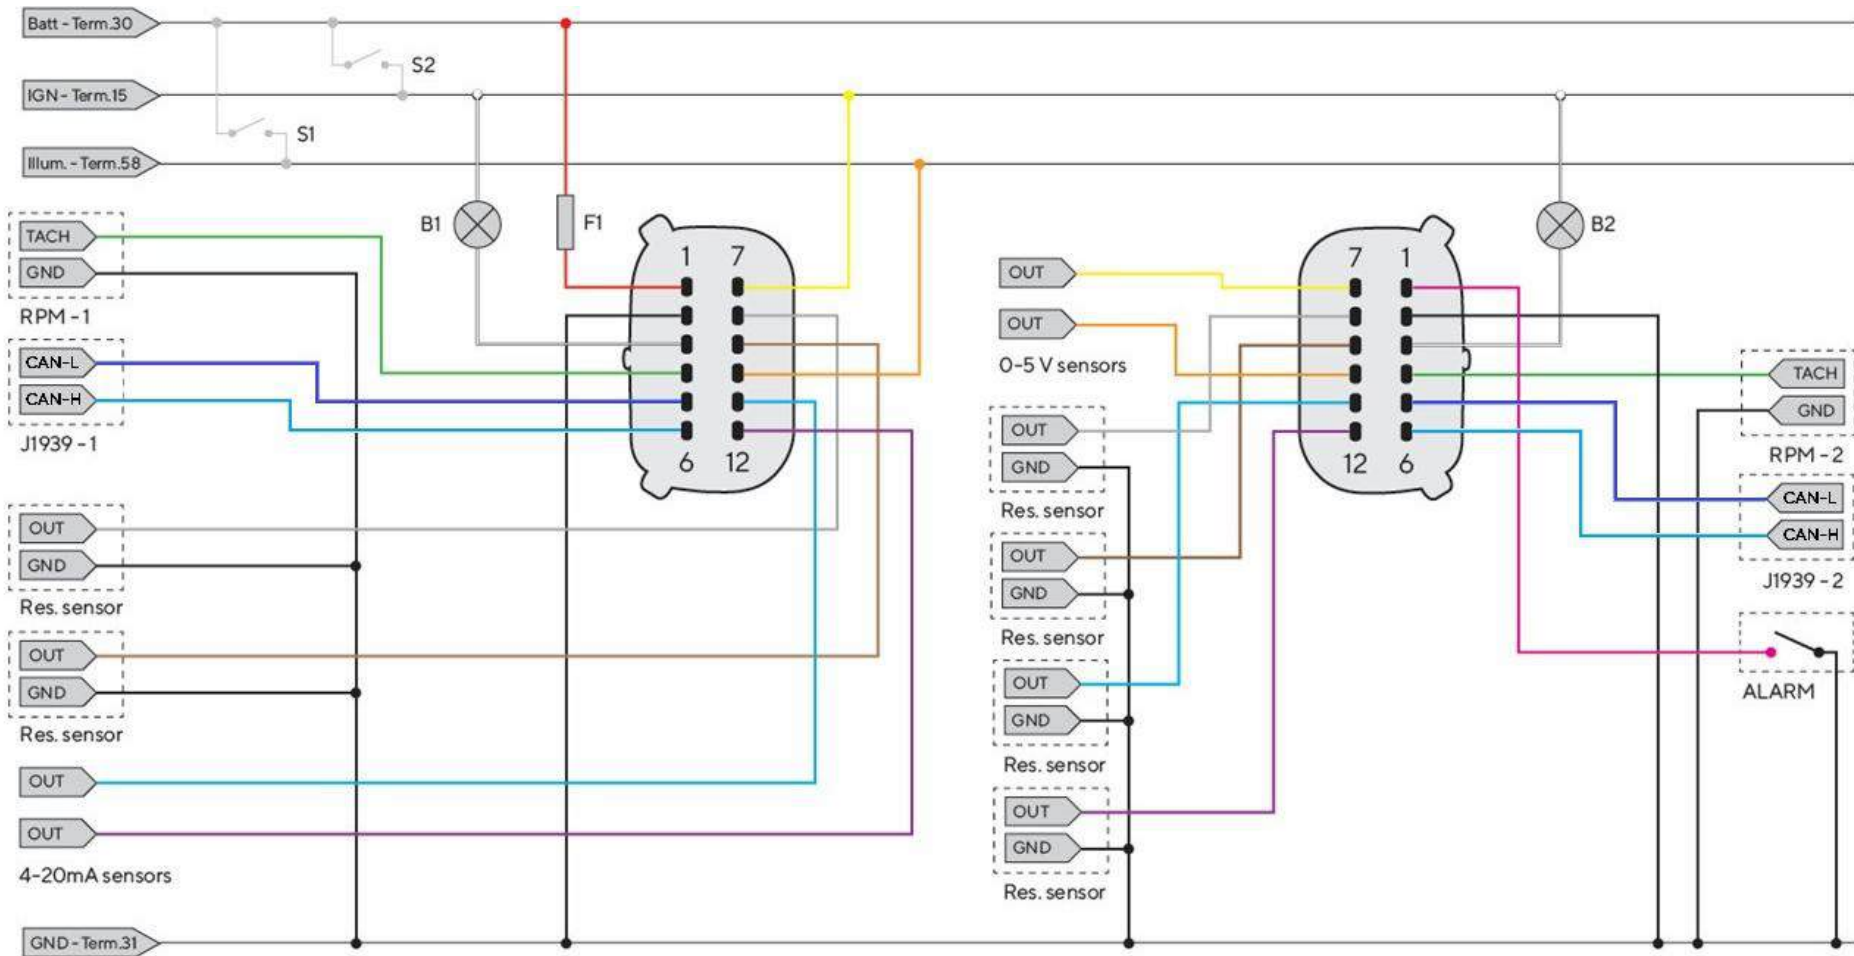 Batt - Term.30
S2
IGN - Term.15
S1
Illum. - Term.58
B1
F1
B2
TACH
GND
RPM - 1
CAN-L
CAN-H
J1939 - 1
1 7
6 12
OUT
GND
Res. sensor
OUT
GND
Res. sensor
OUT
OUT
4-20mA sensors
OUT
OUT
0-5 V sensors
OUT
GND
Res. sensor
OUT
GND
Res. sensor
OUT
GND
Res. sensor
OUT
GND
Res. sensor
7 1
12 6
TACH
GND
RPM - 2
CAN-L
CAN-H
J1939 - 2
ALARM
GND - Term.31